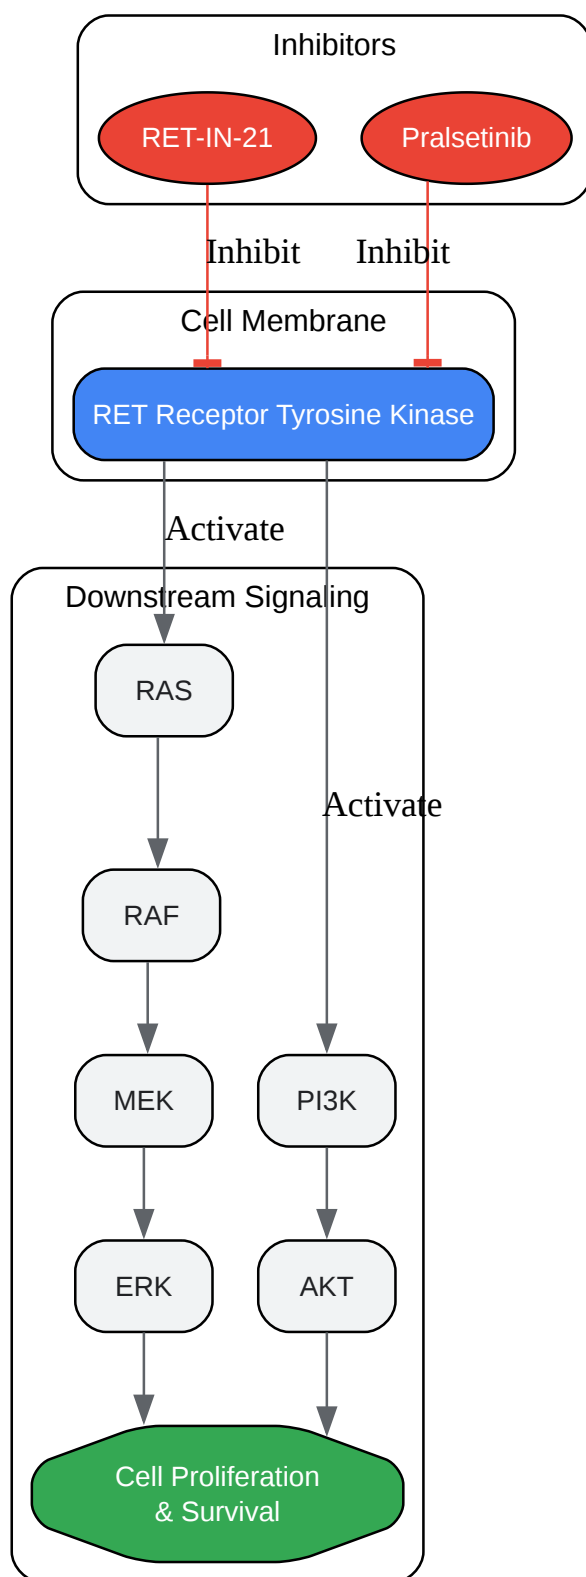 Inhibitors
RET-IN-21
Pralsetinib
Inhibit
Inhibit
Cell Membrane
RET Receptor Tyrosine Kinase
Activate
Downstream Signaling
RAS
Activate
RAF
MEK
PI3K
ERK
AKT
Cell Proliferation
& Survival